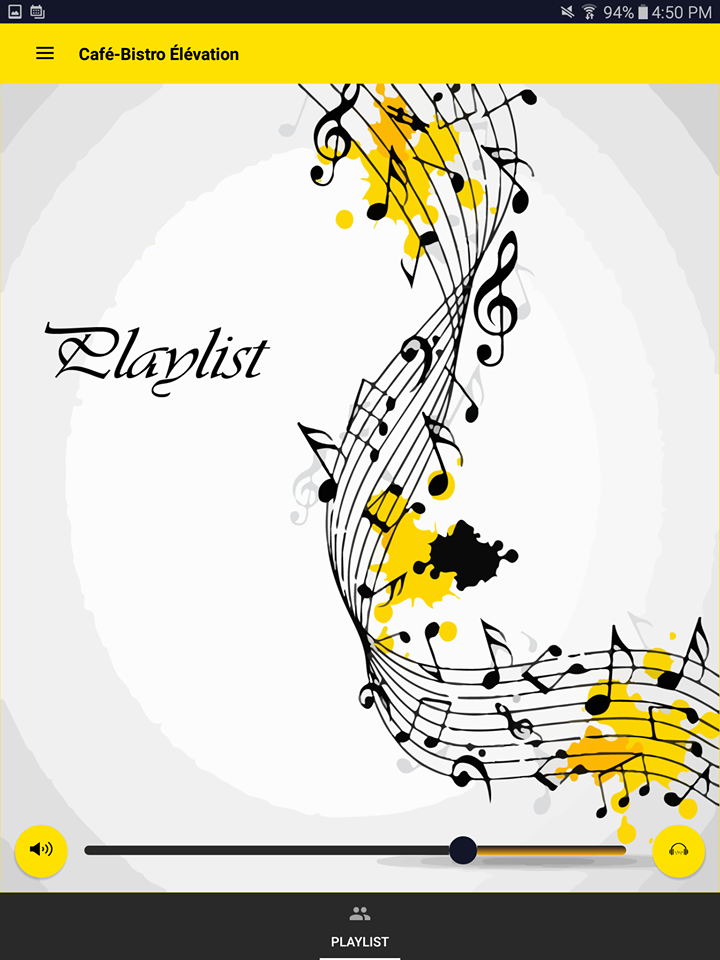 94% 4:50 PM
Café-Bistro Élévation
Playlist
PLAYLIST